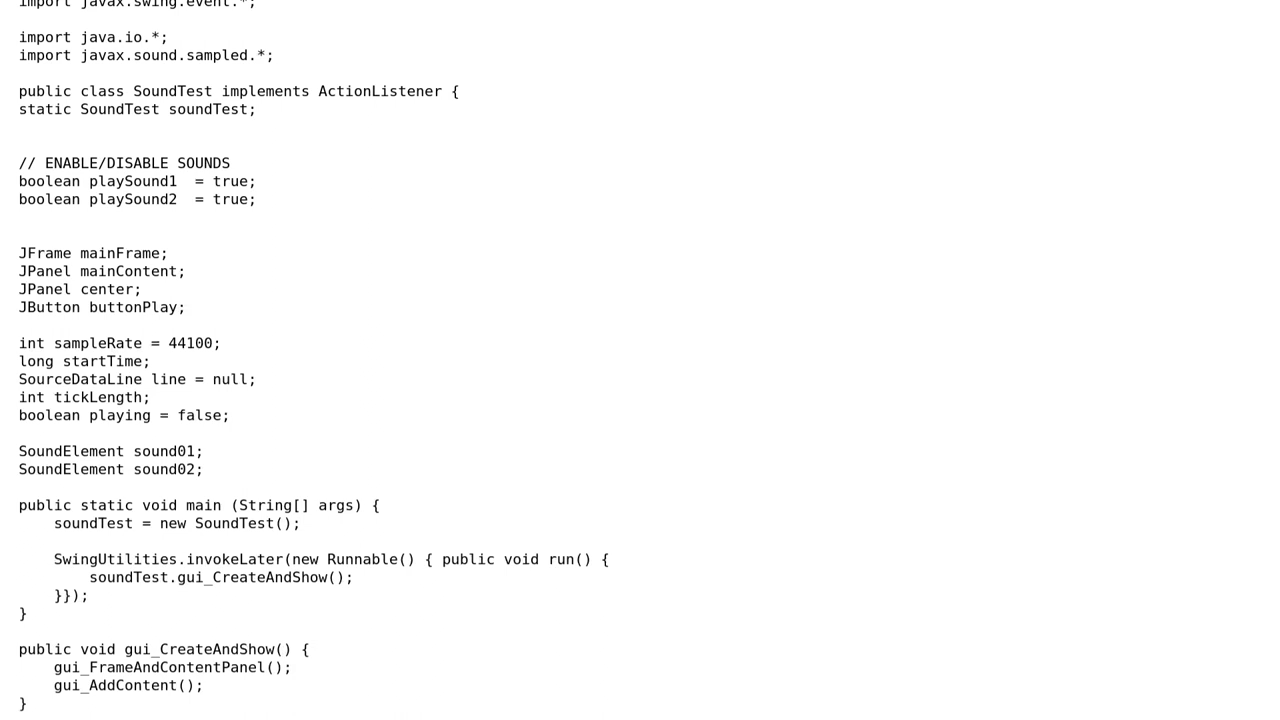 import javax.swing.event.*;
import java.io.*;
import javax.sound.sampled.*;
public class SoundTest implements ActionListener {
static SoundTest soundTest;
// ENABLE/DISABLE SOUNDS
boolean playSound1  = true;
boolean playSound2  = true;
JFrame mainFrame;
JPanel mainContent;
JPanel center;
JButton buttonPlay;
int sampleRate = 44100;
long startTime;
SourceDataLine line = null;
int tickLength;
boolean playing = false;
SoundElement sound01;
SoundElement sound02;
public static void main (String[] args) {
    soundTest = new SoundTest();
    SwingUtilities.invokeLater(new Runnable() { public void run() {
        soundTest.gui_CreateAndShow();
    }});
}
public void gui_CreateAndShow() {
    gui_FrameAndContentPanel();
    gui_AddContent();
}